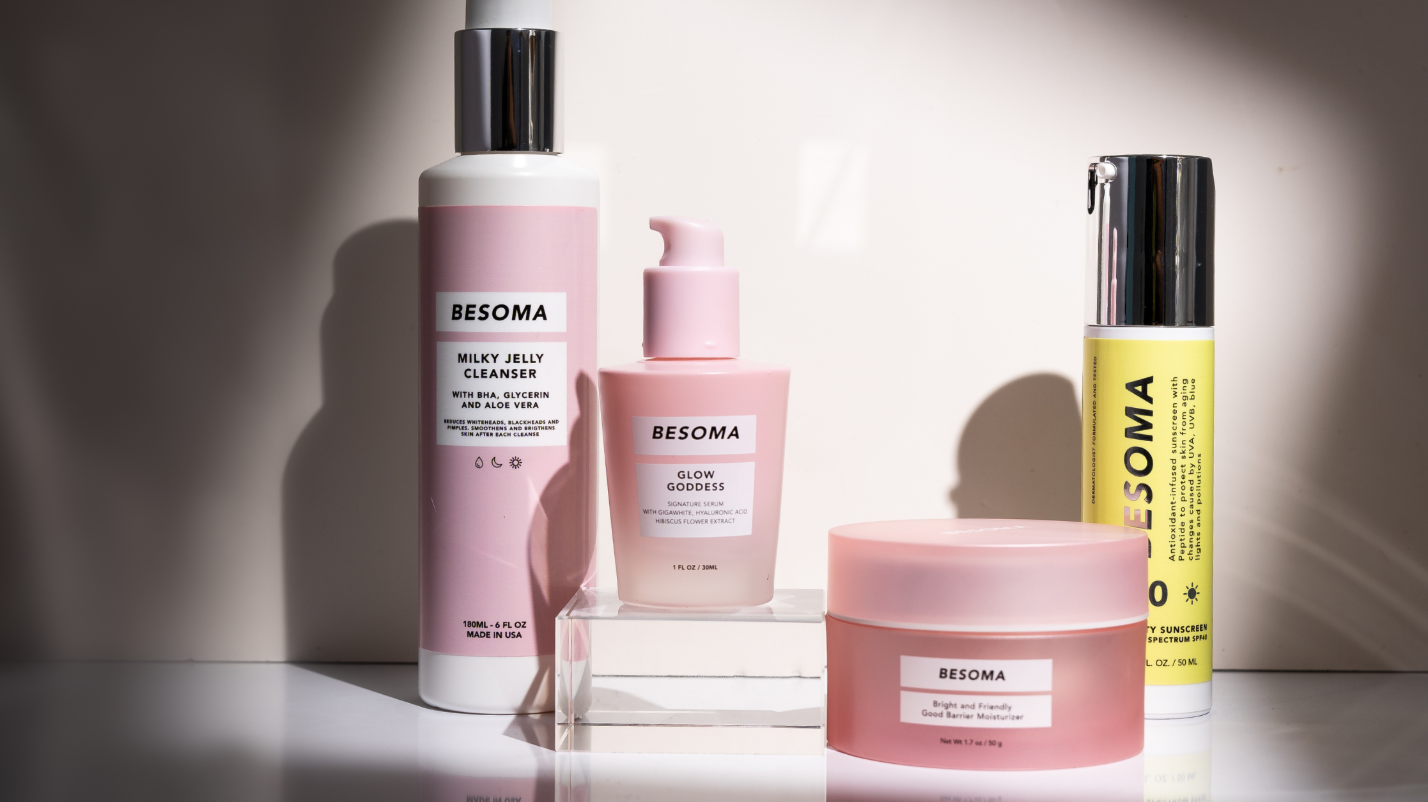 BESOMA
MILKY JELLY
CLEANSER
WITH BHA, GLYCERIN
AND ALOE VERA
REDUCES WHITEHEADS, BLACKHEADS AND
PIMPLES, SMOOTHENS AND BRIGTHENS
SKIN AFTER EACH CLEANSE
180ML - 6 FL OZ
MADE IN USA
BESOMA
GLOW
GODDESS
SIGNATURE SERUM
WITH GIGAWHITE, HYALURONIC ACID
HIBISCUS FLOWER EXTRACT
1 FL OZ / 30ML
BESOMA
Bright and Friendly
Good Barrier Moisturizer
Net Wt 1.7 oz / 50 g
DERMATOLOGIST FORMULATED AND TESTED
BESOMA
Antioxidant-infused sunscreen with
Peptide to protect skin from aging
changes caused by UVA, UVB, blue
lights and pollutions
O
TY SUNSCREEN
SPECTRUM SPF40
L. OZ. / 50 ML